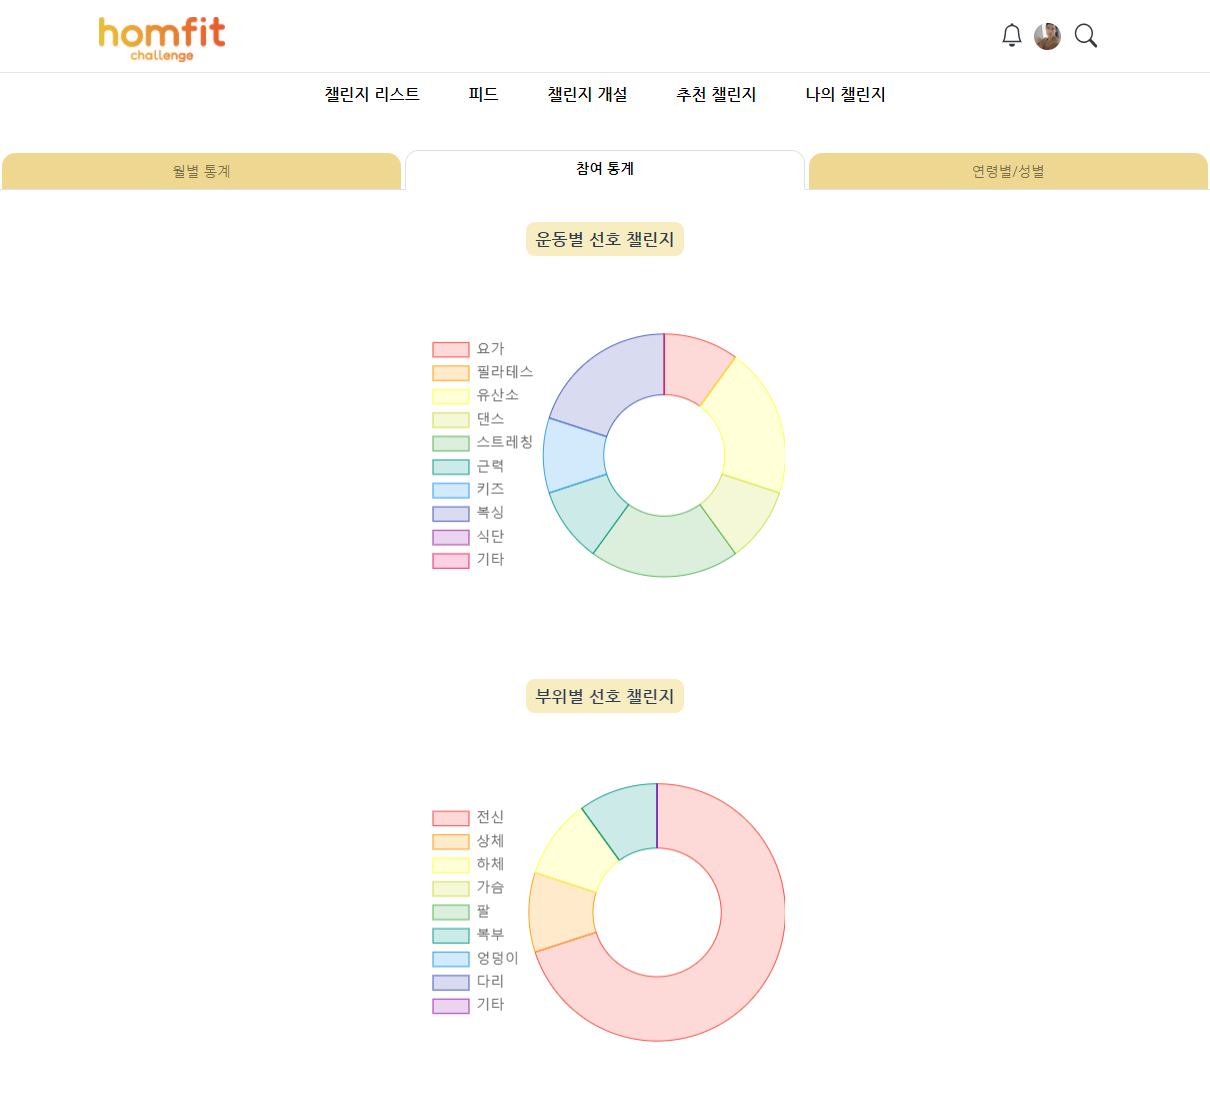 homfit
challenge
챌린지 리스트 피드 챌린지 개설 추천 챌린지 나의 챌린지
월별 통계 참여 통계 연령별/성별
운동별 선호 챌린지
요가
필라테스
유산소
댄스
스트레칭
근력
키즈
복싱
식단
기타
부위별 선호 챌린지
전신
상체
하체
가슴
팔
복부
엉덩이
다리
기타